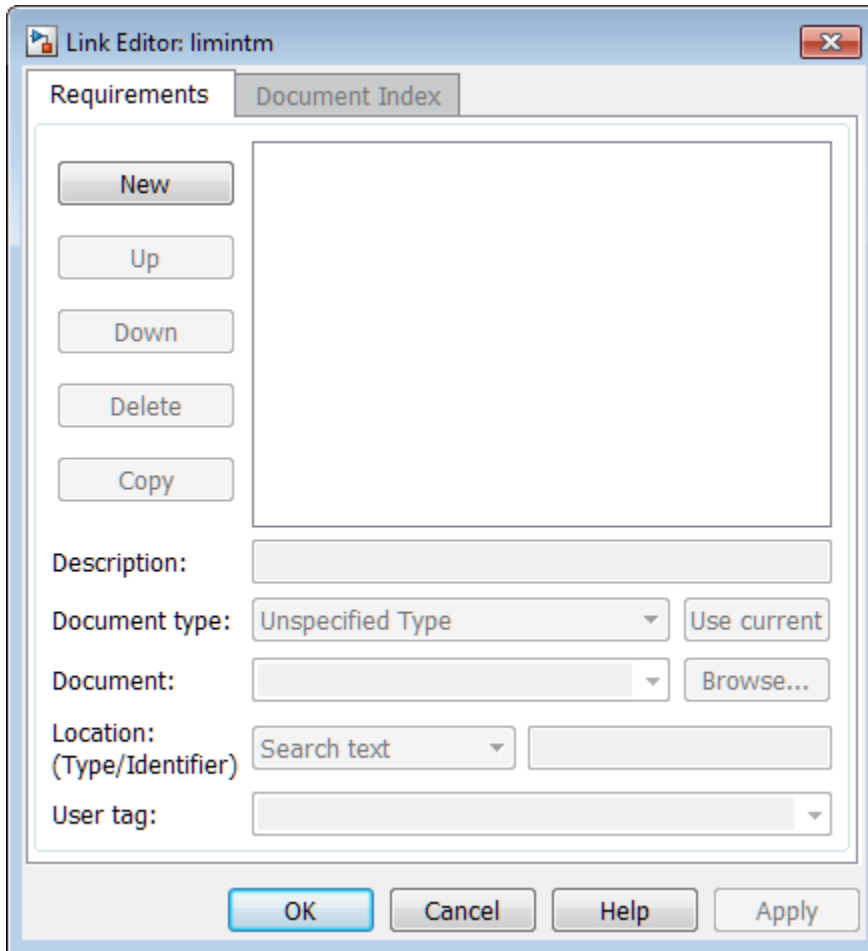 Link Editor: limintm
Requirements
Document Index
New
Up
Down
Delete
Copy
Description:
Document type:
Unspecified Type
Use current
Document:
Browse...
Location:
(Type/Identifier)
Search text
User tag:
OK
Cancel
Help
Apply